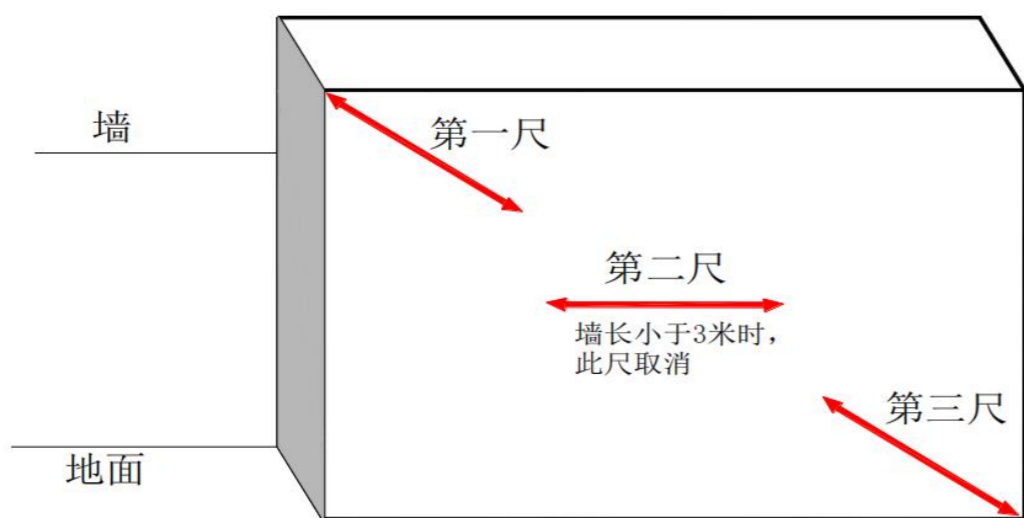 墙
第一尺
第二尺
墙长小于3米时，
此尺取消
第三尺
地面